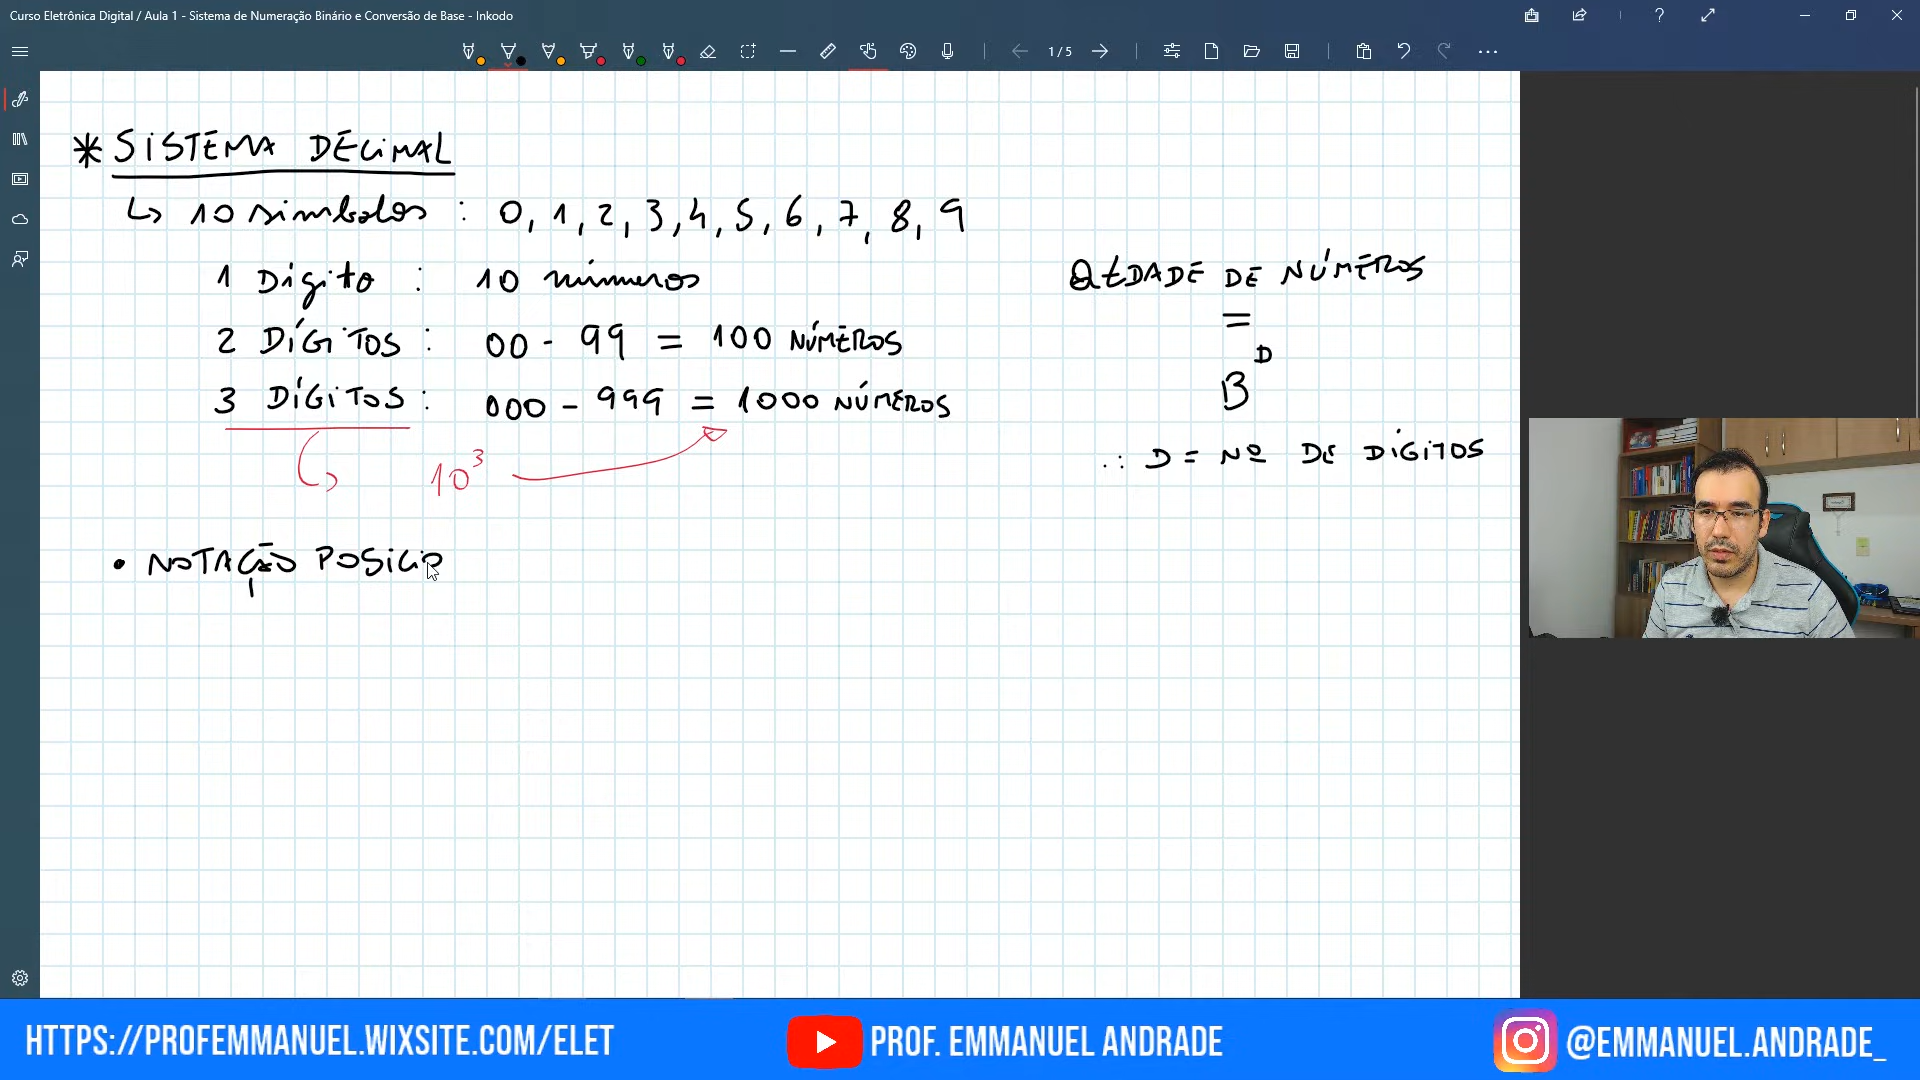 Curso Eletrônica Digital / Aula 1 - Sistema de Numeração Binário e Conversão de Base - Inkodo
1 / 5
* SISTEMA DECIMAL
↳ 10 simbolos : 0, 1, 2, 3, 4, 5, 6, 7, 8, 9
1 Dígito : 10 números
2 DÍGITOS : 00 - 99 = 100 NÚMEROS
3 DÍGITOS : 000 - 999 = 1000 NÚMEROS
10³
QTDADE DE NÚMEROS
=
Bᴰ
∴ D = Nº DE DÍGITOS
• NOTAÇÃO POSICIO
HTTPS://PROFEMMANUEL.WIXSITE.COM/ELET
PROF. EMMANUEL ANDRADE
@EMMANUEL.ANDRADE_